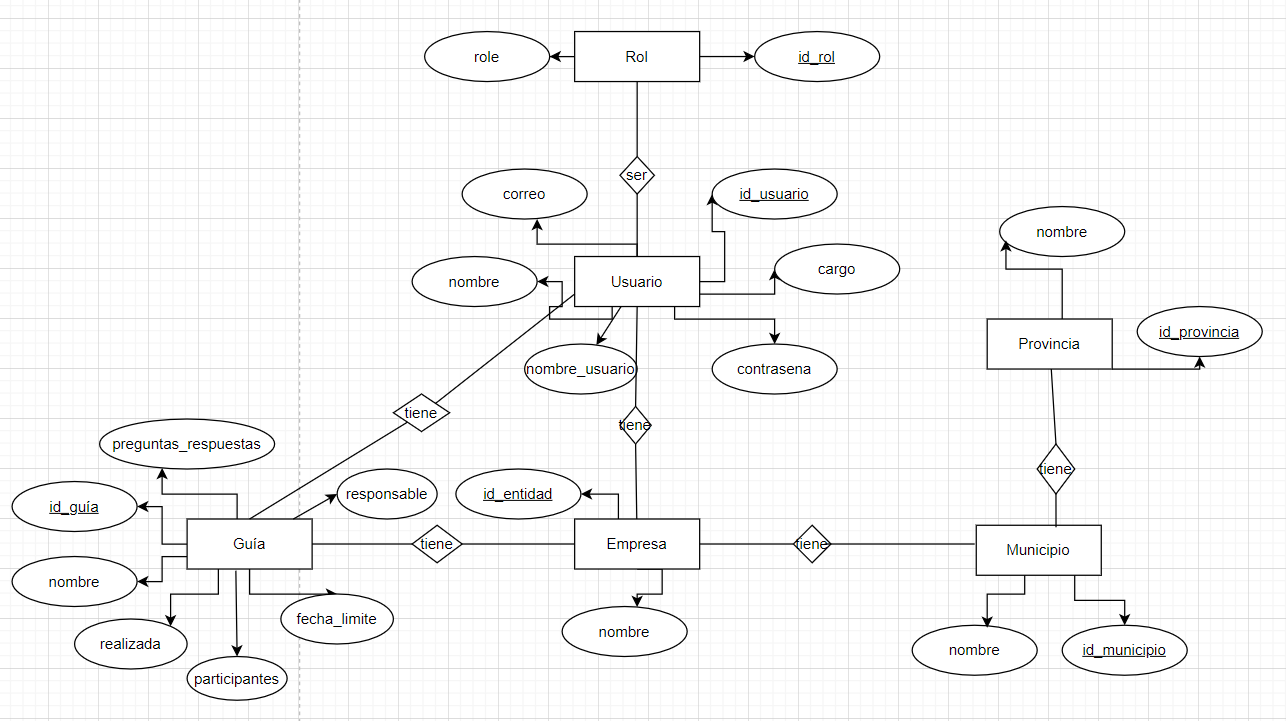 role
Rol
id_rol
ser
correo
id_usuario
nombre
nombre
Usuario
cargo
id_provincia
Provincia
nombre_usuario
contrasena
tiene
tiene
preguntas_respuestas
tiene
responsable
id_entidad
id_guía
Guía
tiene
Empresa
tiene
Municipio
nombre
fecha_limite
nombre
realizada
nombre
id_municipio
participantes